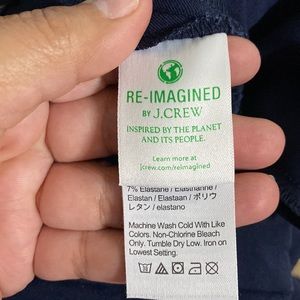 RE-IMAGINED
BY J.CREW
INSPIRED BY THE PLANET
AND ITS PEOPLE.
Learn more at
jcrew.com/reimagined
7% Elastane / Elasthanne /
Elastan / Elastaan / ポリウ
レタン / elastano
Machine Wash Cold With Like
Colors. Non-Chlorine Bleach
Only. Tumble Dry Low. Iron on
Lowest Setting.